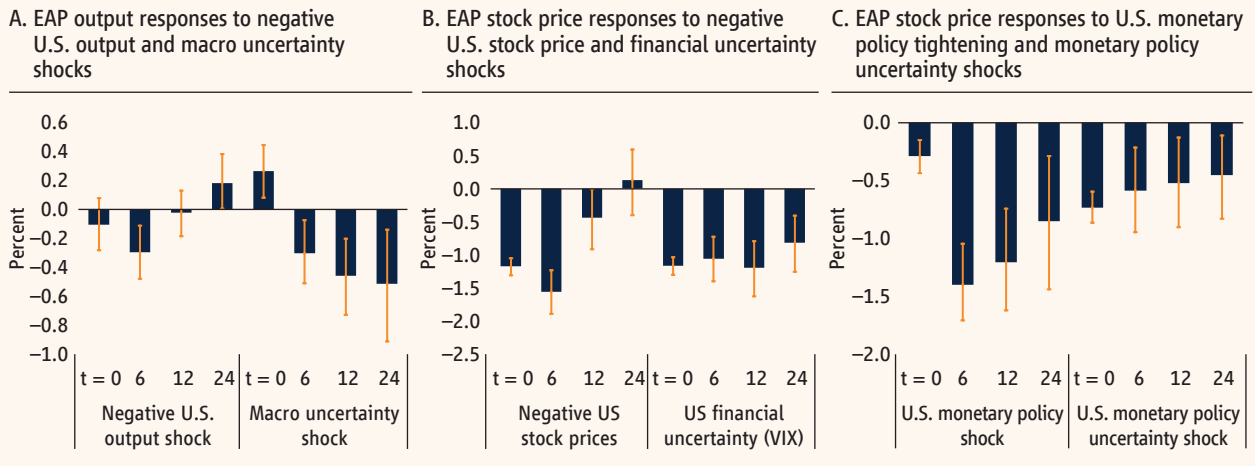 A. EAP output responses to negative
U.S. output and macro uncertainty
shocks
Percent
0.6
0.4
0.2
0.0
–0.2
–0.4
–0.6
–0.8
–1.0
t = 0 6 12 24 t = 0 6 12 24
Negative U.S.
output shock
Macro uncertainty
shock
B. EAP stock price responses to negative
U.S. stock price and financial uncertainty
shocks
Percent
1.0
0.5
0.0
–0.5
–1.0
–1.5
–2.0
–2.5
t = 0 6 12 24 t = 0 6 12 24
Negative US
stock prices
US financial
uncertainty (VIX)
C. EAP stock price responses to U.S. monetary
policy tightening and monetary policy
uncertainty shocks
Percent
0.0
–0.5
–1.0
–1.5
–2.0
t = 0 6 12 24 t = 0 6 12 24
U.S. monetary policy
shock
U.S. monetary policy
uncertainty shock